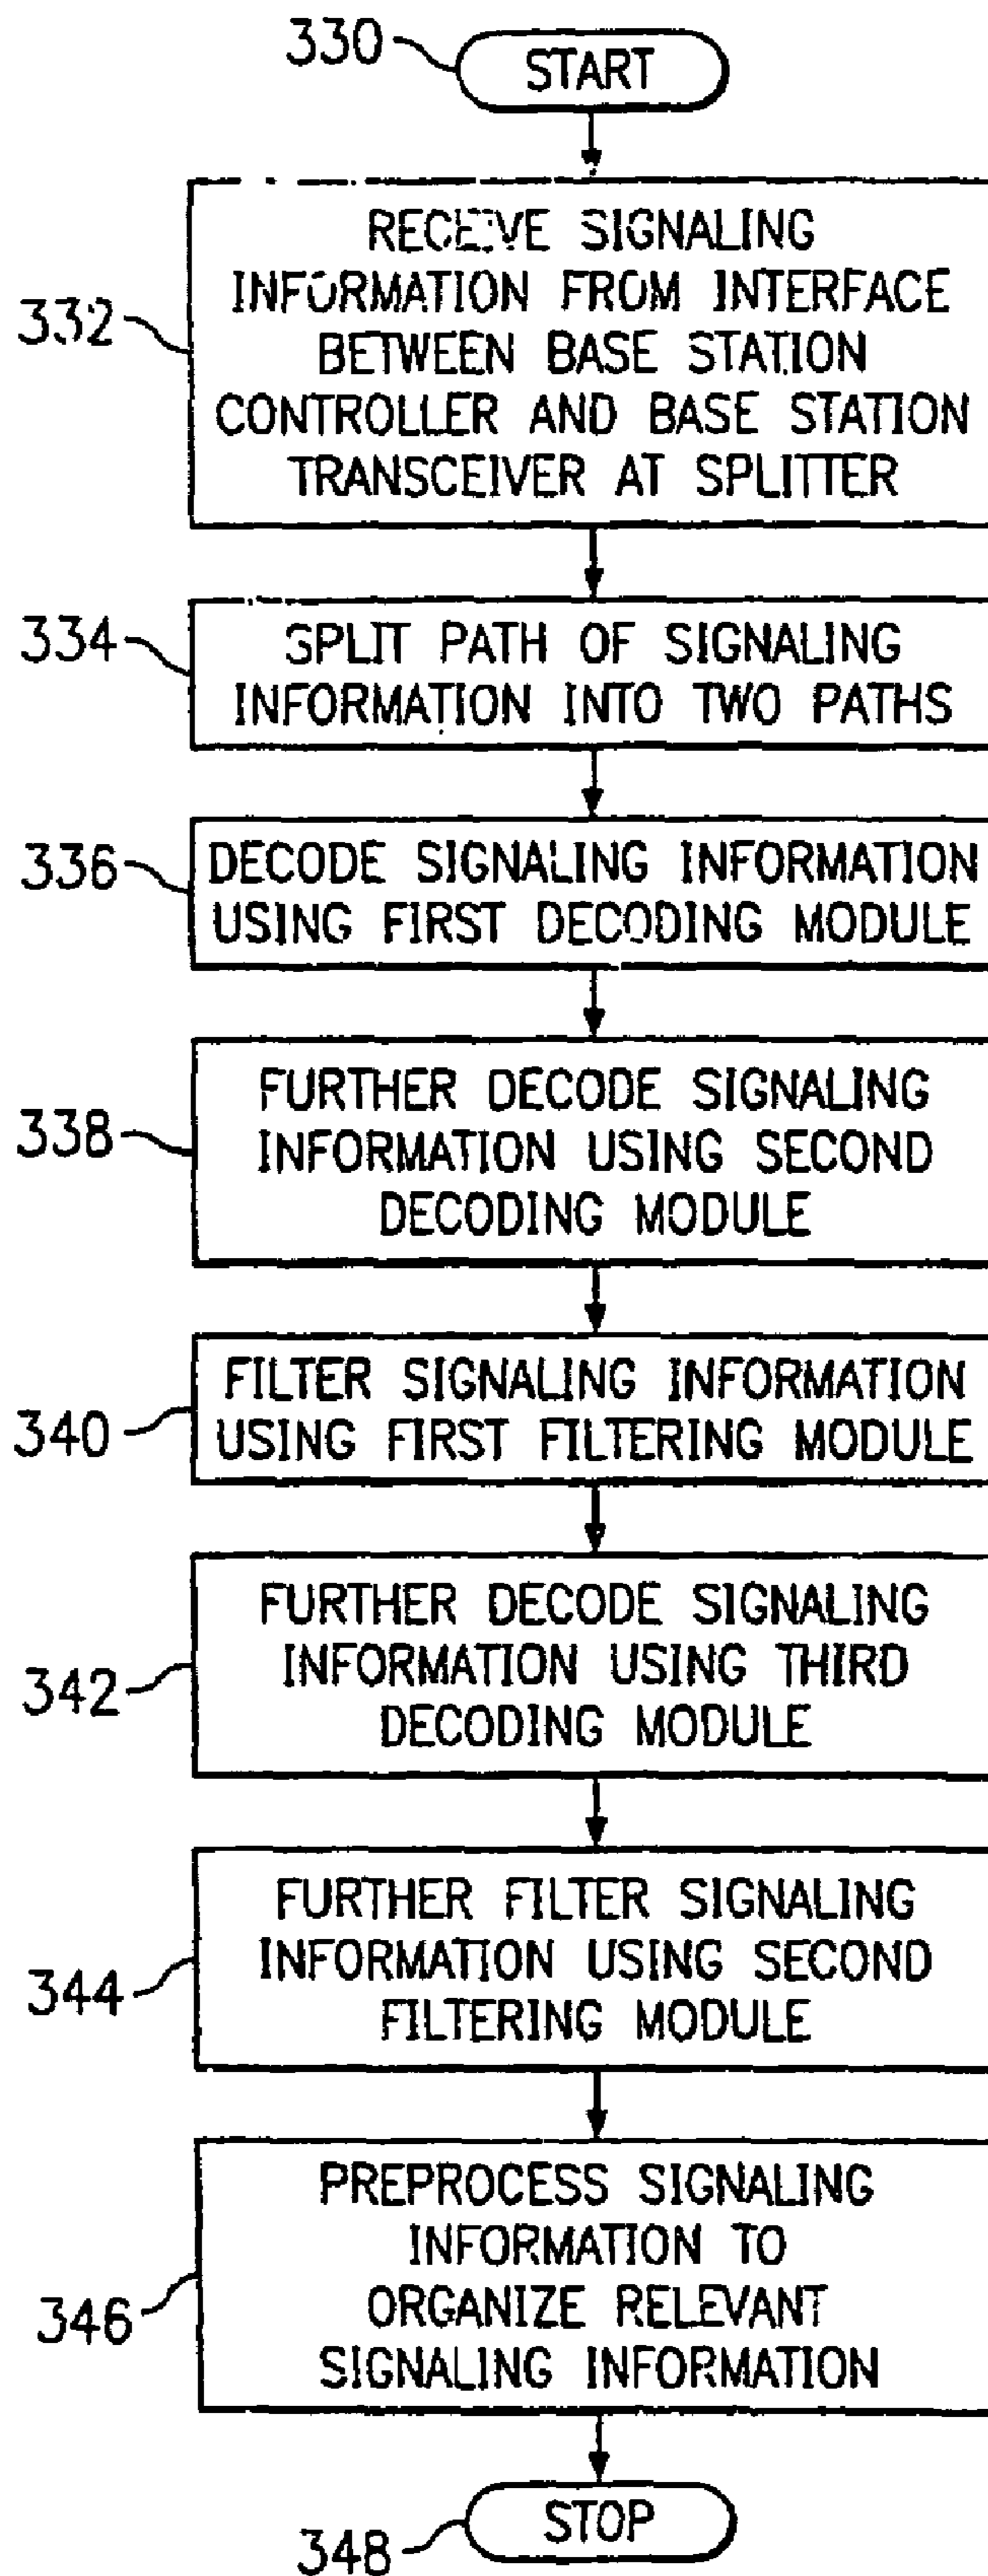 330
START
332
RECEIVE SIGNALING
INFORMATION FROM INTERFACE
BETWEEN BASE STATION
CONTROLLER AND BASE STATION
TRANSCEIVER AT SPLITTER
334
SPLIT PATH OF SIGNALING
INFORMATION INTO TWO PATHS
336
DECODE SIGNALING INFORMATION
USING FIRST DECODING MODULE
338
FURTHER DECODE SIGNALING
INFORMATION USING SECOND
DECODING MODULE
340
FILTER SIGNALING INFORMATION
USING FIRST FILTERING MODULE
342
FURTHER DECODE SIGNALING
INFORMATION USING THIRD
DECODING MODULE
344
FURTHER FILTER SIGNALING
INFORMATION USING SECOND
FILTERING MODULE
346
PREPROCESS SIGNALING
INFORMATION TO
ORGANIZE RELEVANT
SIGNALING INFORMATION
348
STOP